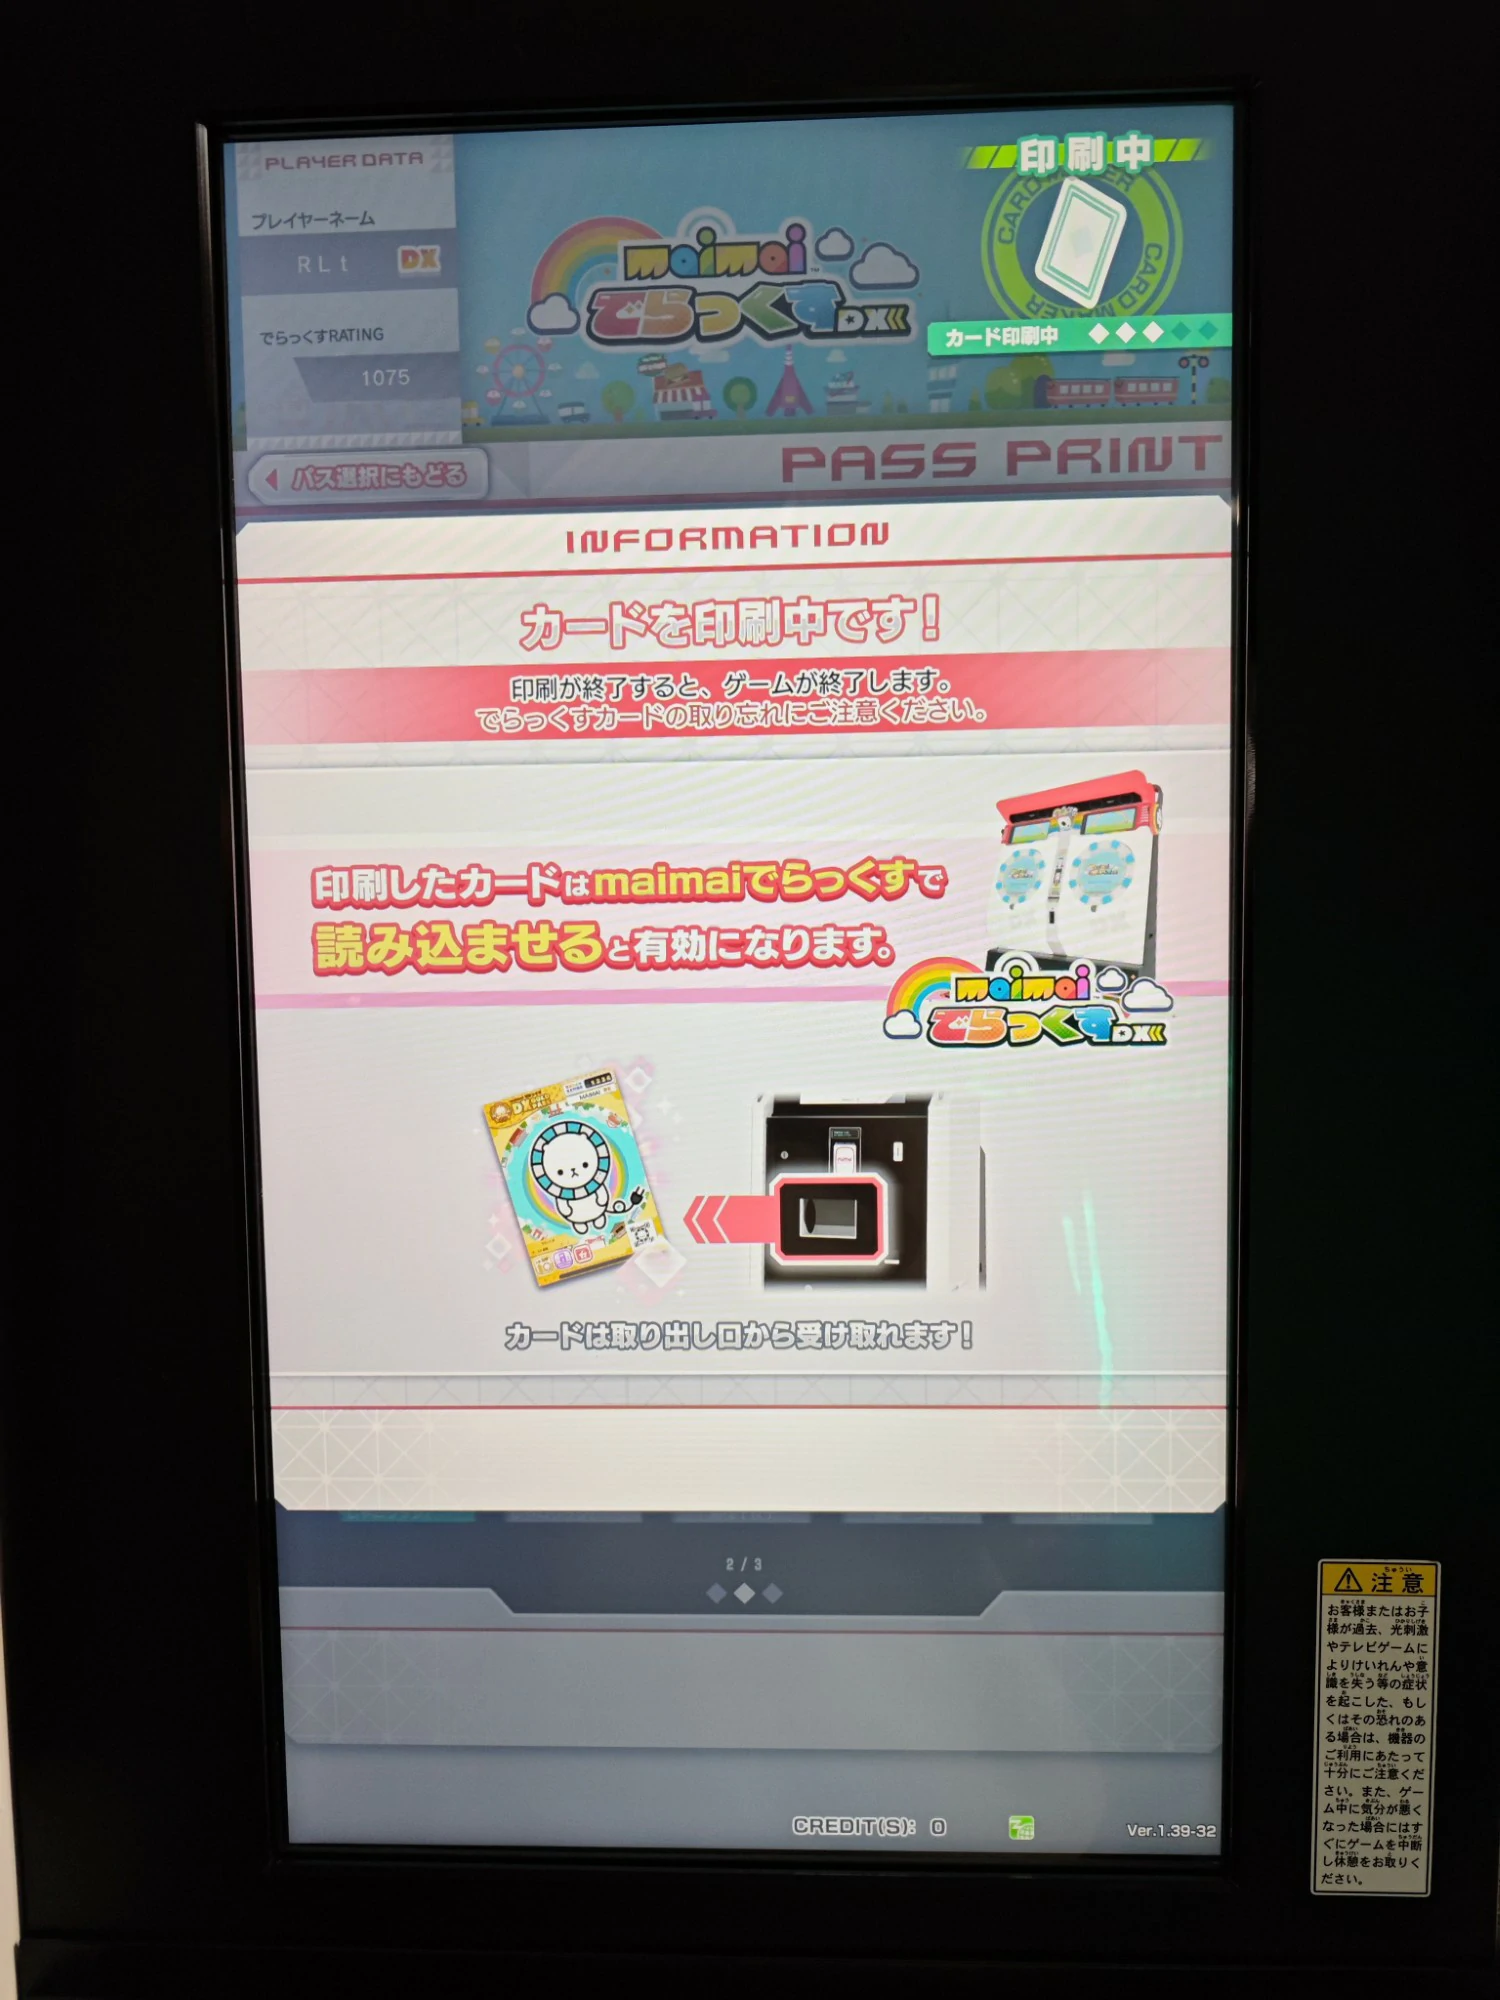 PLAYER DATA
プレイヤーネーム
RLt DX
でらっくすRATING
1075
maimai
でらっくすDX
印刷中
CARD MAKER
CARD MAKER
カード印刷中
パス選択にもどる
PASS PRINT
INFORMATION
カードを印刷中です！
印刷が終了すると、ゲームが終了します。
でらっくすカードの取り忘れにご注意ください。
印刷したカードはmaimaiでらっくすで
読み込ませると有効になります。
maimai
でらっくすDX
カードは取り出し口から受け取れます！
2 / 3
CREDIT(S): 0
Ver.1.39-32
注意
お客様またはお子
様が過去、光刺激
やテレビゲームに
よりけいれんや意
識を失う等の症状
を起こした、もし
くはその恐れのあ
る場合は、機器の
ご利用にあたって
十分にご注意くだ
さい。また、ゲー
ム中に気分が悪く
なった場合にはす
ぐにゲームを中断
し休憩をお取りく
ださい。